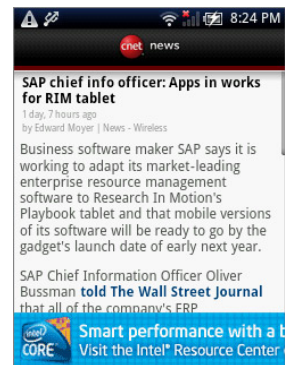 8:24 PM
cnet news
SAP chief info officer: Apps in works
for RIM tablet
1 day, 7 hours ago
by Edward Moyer | News - Wireless
Business software maker SAP says it is
working to adapt its market-leading
enterprise resource management
software to Research In Motion's
Playbook tablet and that mobile versions
of its software will be ready to go by the
gadget's launch date of early next year.
SAP Chief Information Officer Oliver
Bussman told The Wall Street Journal
that all of the company's ERP
intel
CORE
Smart performance with a b
Visit the Intel® Resource Center